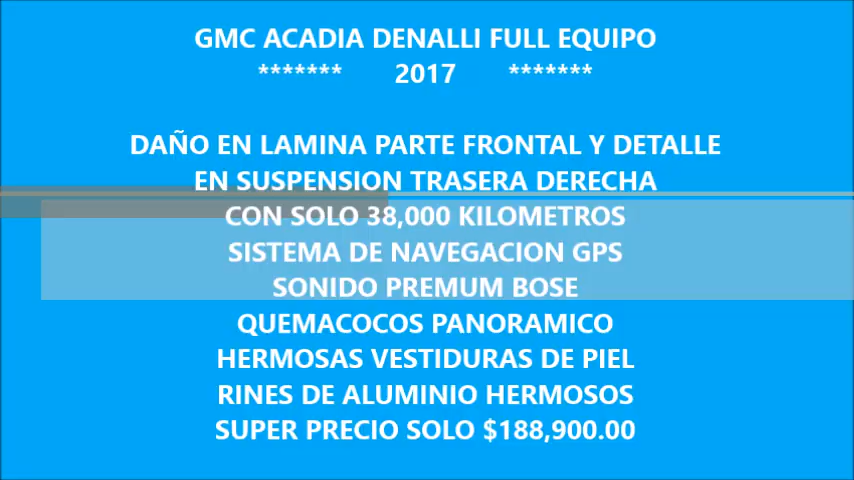 GMC ACADIA DENALLI FULL EQUIPO
******* 2017 *******
DAÑO EN LAMINA PARTE FRONTAL Y DETALLE
EN SUSPENSION TRASERA DERECHA
CON SOLO 38,000 KILOMETROS
SISTEMA DE NAVEGACION GPS
SONIDO PREMUM BOSE
QUEMACOCOS PANORAMICO
HERMOSAS VESTIDURAS DE PIEL
RINES DE ALUMINIO HERMOSOS
SUPER PRECIO SOLO $188,900.00